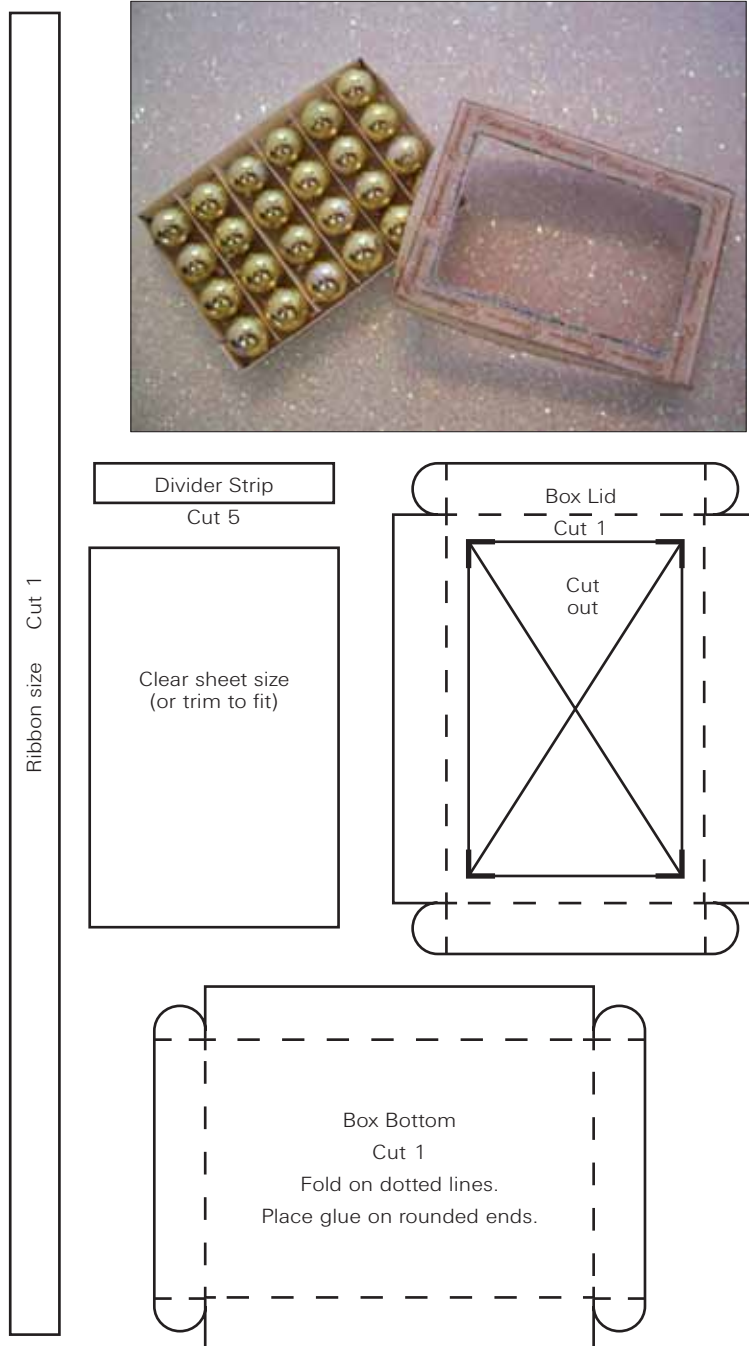 Ribbon size Cut 1
Divider Strip
Cut 5
Clear sheet size
(or trim to fit)
Box Lid
Cut 1
Cut
out
Box Bottom
Cut 1
Fold on dotted lines.
Place glue on rounded ends.